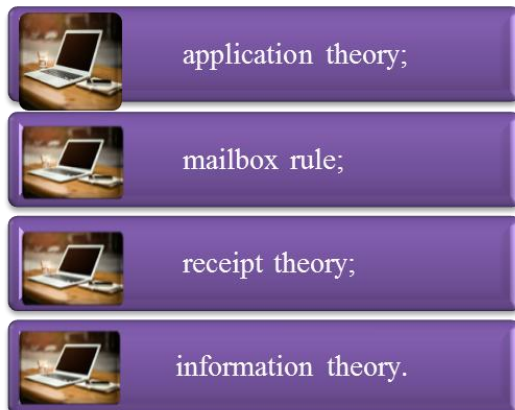 application theory;
mailbox rule;
receipt theory;
information theory.